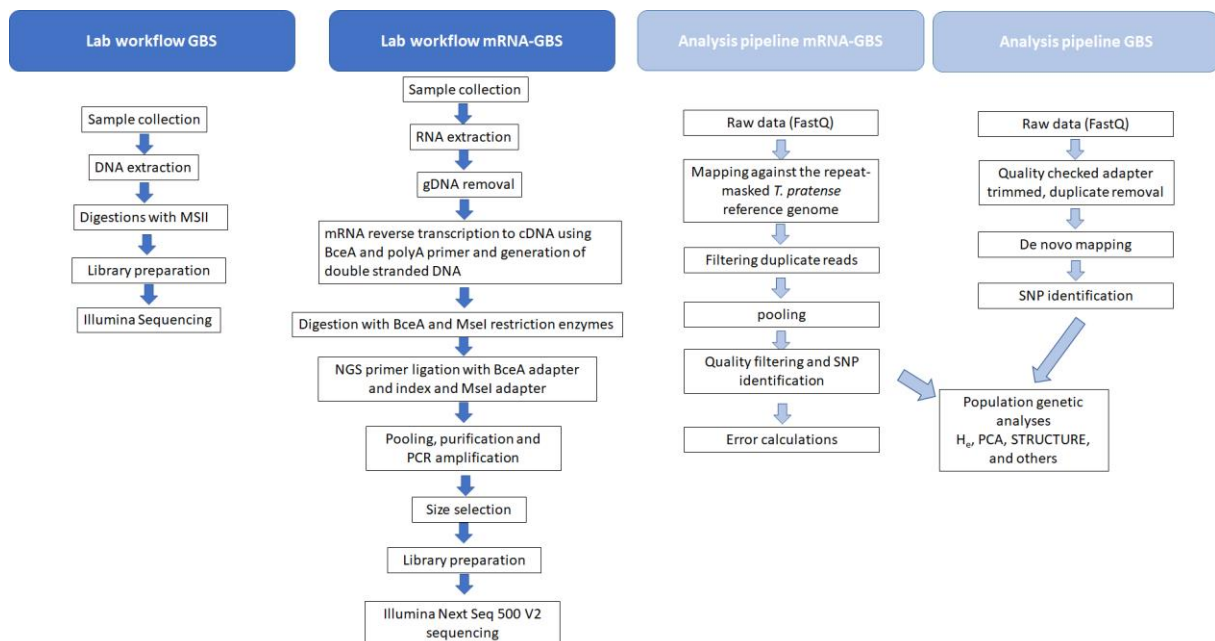 Lab workflow GBS
Sample collection
DNA extraction
Digestions with MSII
Library preparation
Illumina Sequencing
Lab workflow mRNA-GBS
Sample collection
RNA extraction
gDNA removal
mRNA reverse transcription to cDNA using
BceA and polyA primer and generation of
double stranded DNA
Digestion with BceA and MseI restriction enzymes
NGS primer ligation with BceA adapter
and index and MseI adapter
Pooling, purification and
PCR amplification
Size selection
Library preparation
Illumina Next Seq 500 V2
sequencing
Analysis pipeline mRNA-GBS
Raw data (FastQ)
Mapping against the repeat-
masked T. pratense
reference genome
Filtering duplicate reads
pooling
Quality filtering and SNP
identification
Error calculations
Analysis pipeline GBS
Raw data (FastQ)
Quality checked adapter
trimmed, duplicate removal
De novo mapping
SNP identification
Population genetic
analyses
He, PCA, STRUCTURE,
and others